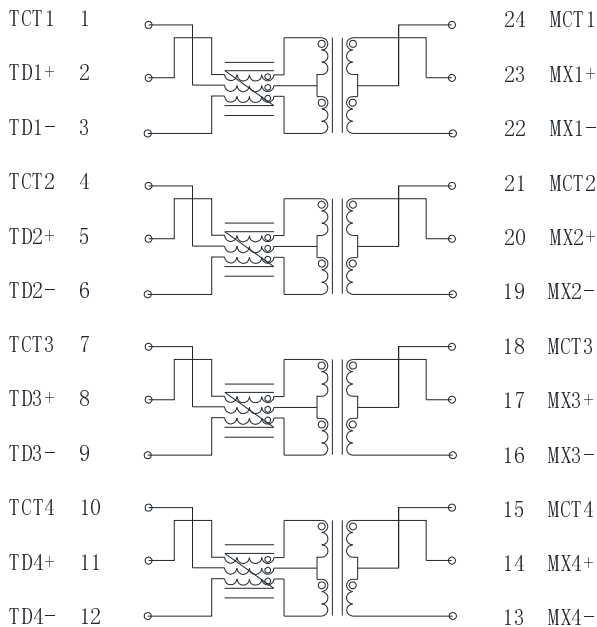 TCT1 1 24 MCT1
TD1+ 2 23 MX1+
TD1− 3 22 MX1−
TCT2 4 21 MCT2
TD2+ 5 20 MX2+
TD2− 6 19 MX2−
TCT3 7 18 MCT3
TD3+ 8 17 MX3+
TD3− 9 16 MX3−
TCT4 10 15 MCT4
TD4+ 11 14 MX4+
TD4− 12 13 MX4−